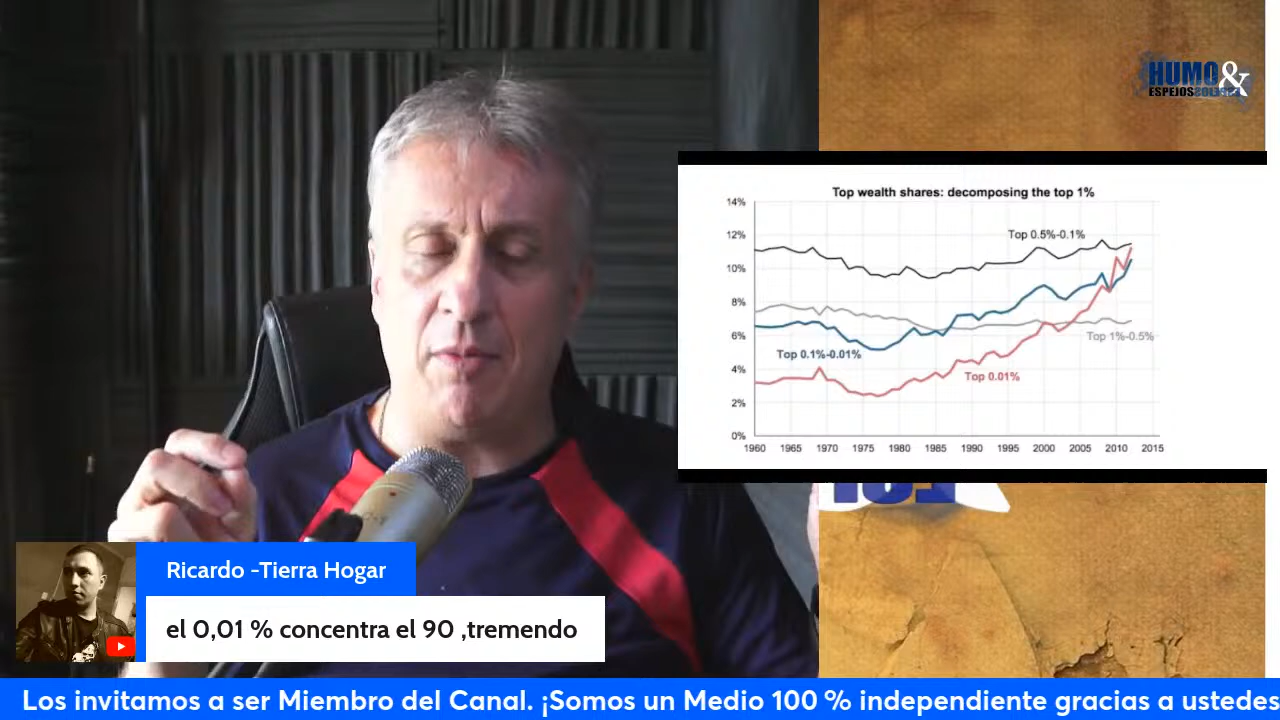 HUMO&
ESPEJOS
Top wealth shares: decomposing the top 1%
14%
12%
10%
8%
6%
4%
2%
0%
Top 0.5%-0.1%
Top 1%-0.5%
Top 0.1%-0.01%
Top 0.01%
1960 1965 1970 1975 1980 1985 1990 1995 2000 2005 2010 2015
Ricardo -Tierra Hogar
el 0,01 % concentra el 90 ,tremendo
Los invitamos a ser Miembro del Canal. ¡Somos un Medio 100 % independiente gracias a ustedes